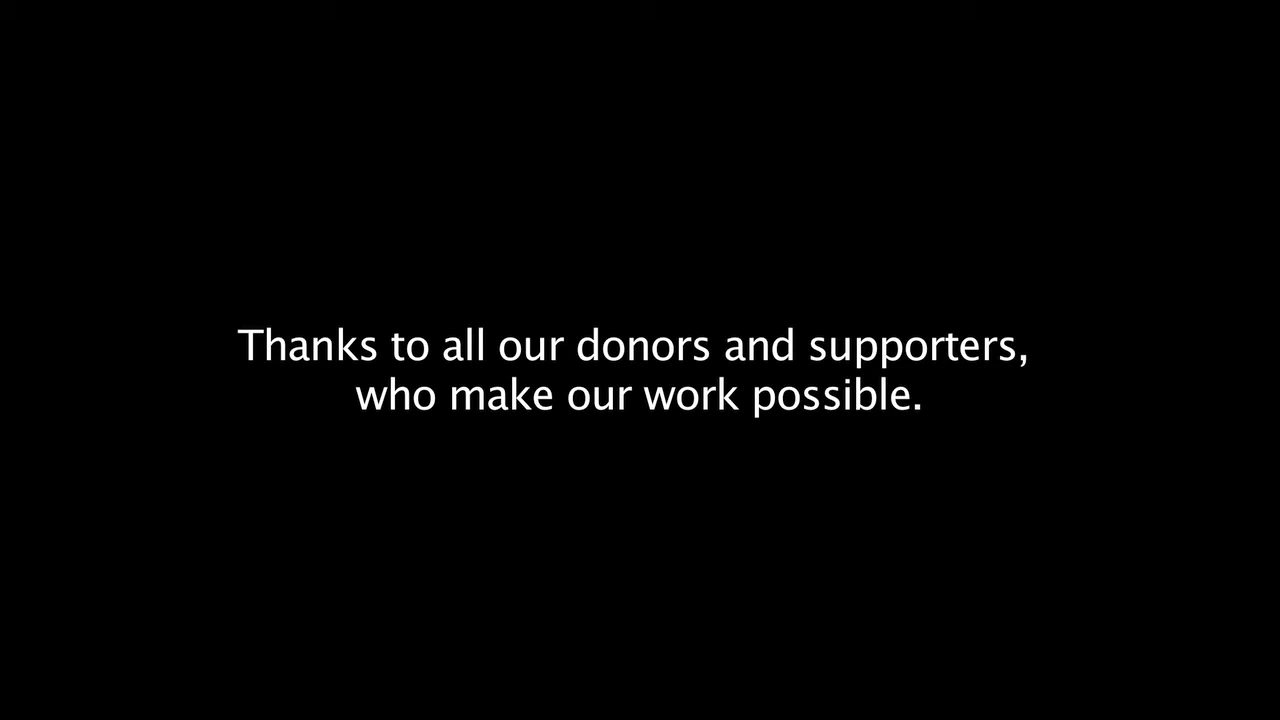 Thanks to all our donors and supporters,
who make our work possible.